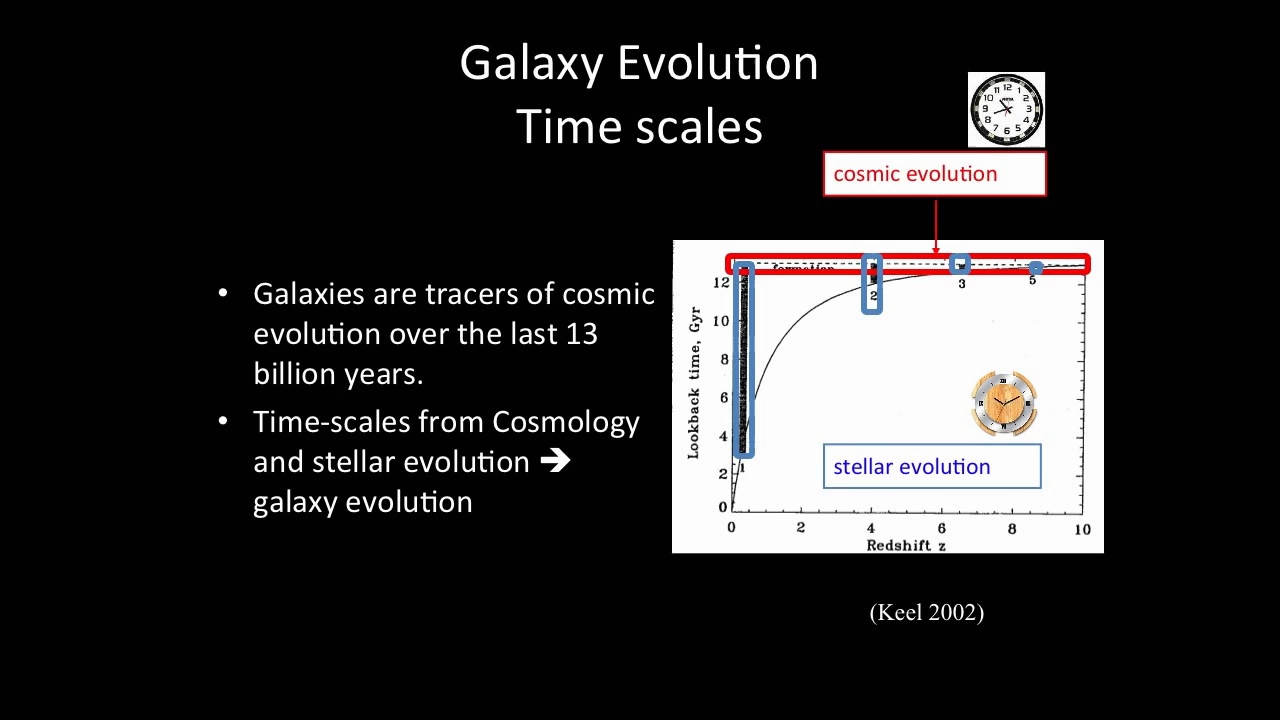 Galaxy Evolution
Time scales
cosmic evolution
• Galaxies are tracers of cosmic
evolution over the last 13
billion years.
• Time-scales from Cosmology
and stellar evolution ➔
galaxy evolution
formation
12
10
8
6
4
2
0
Lookback time, Gyr
1
2
3
5
stellar evolution
0 2 4 6 8 10
Redshift z
(Keel 2002)